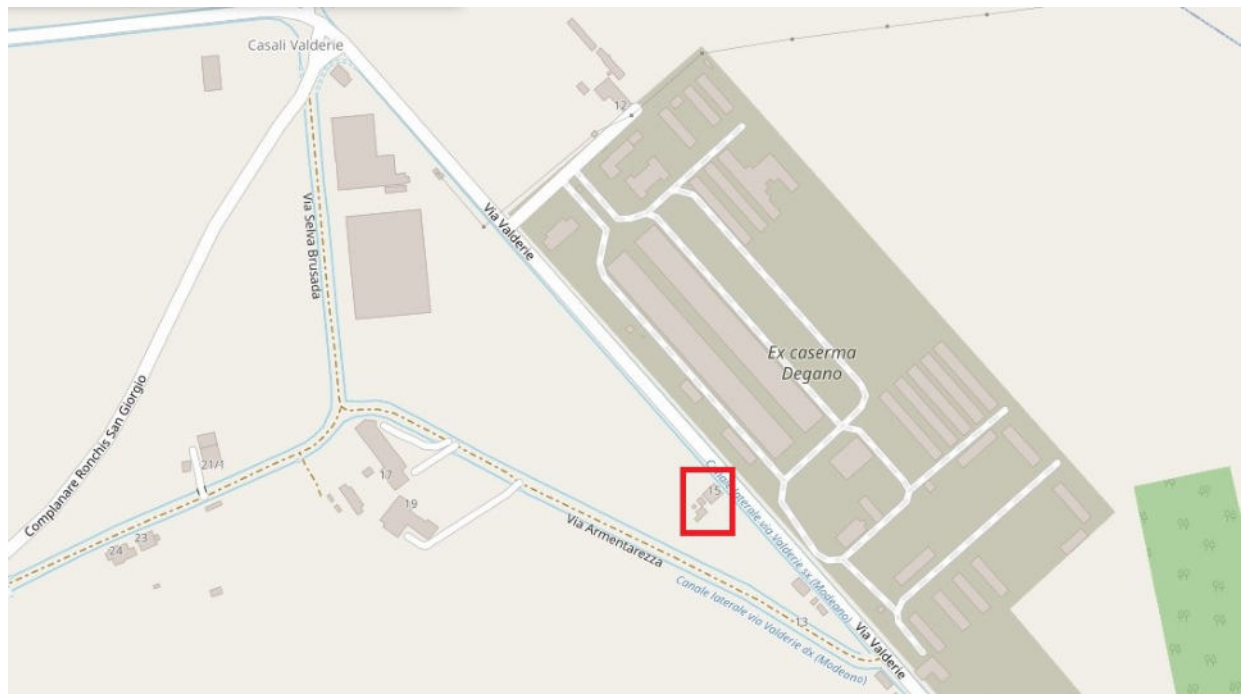 Casali Valderie
12
Via Valderie
Via Selva Brusada
Ex caserma
Degano
Complanare Ronchis San Giorgio
21/1
17
19
15
Canale laterale via Valderie sx (Modeano)
Via Armentarezza
24
23
Canale laterale via Valderie dx (Modeano)
13
Via Valderie